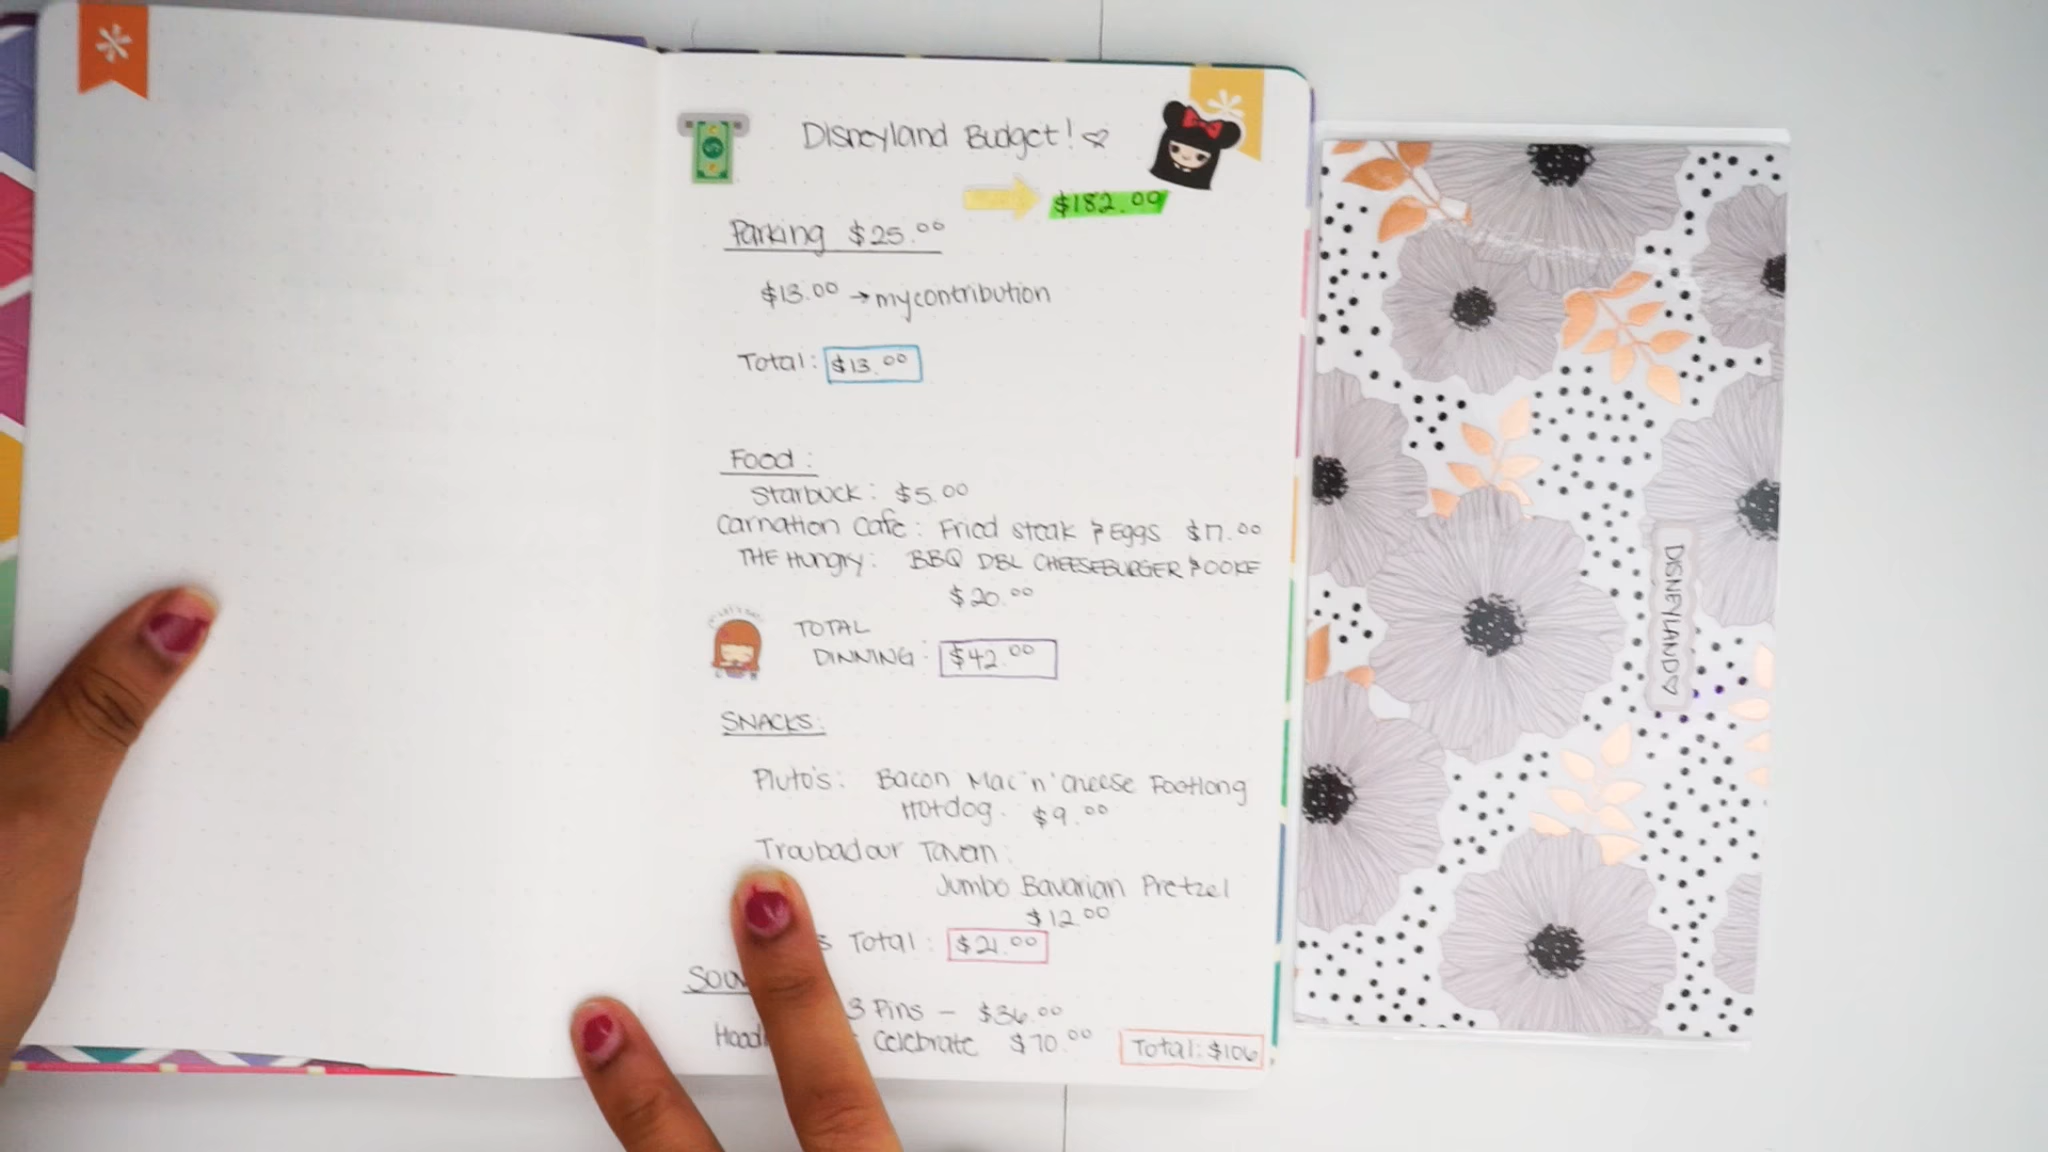 Disneyland Budget!
$182.00
Parking $25.00
$13.00 → my contribution
Total: $13.00
Food:
Starbuck: $5.00
Carnation Cafe: Fried steak & Eggs $17.00
THE Hungry: BBQ DBL CHEESEBURGER & COKE
$20.00
TOTAL
DINNING: $42.00
SNACKS:
Pluto's: Bacon Mac 'n' Cheese Footlong
Hotdog. $9.00
Troubadour Tavern:
Jumbo Bavarian Pretzel
$12.00
Total: $21.00
3 Pins - $36.00
Celebrate $70.00 Total: $106
DISNEYLAND